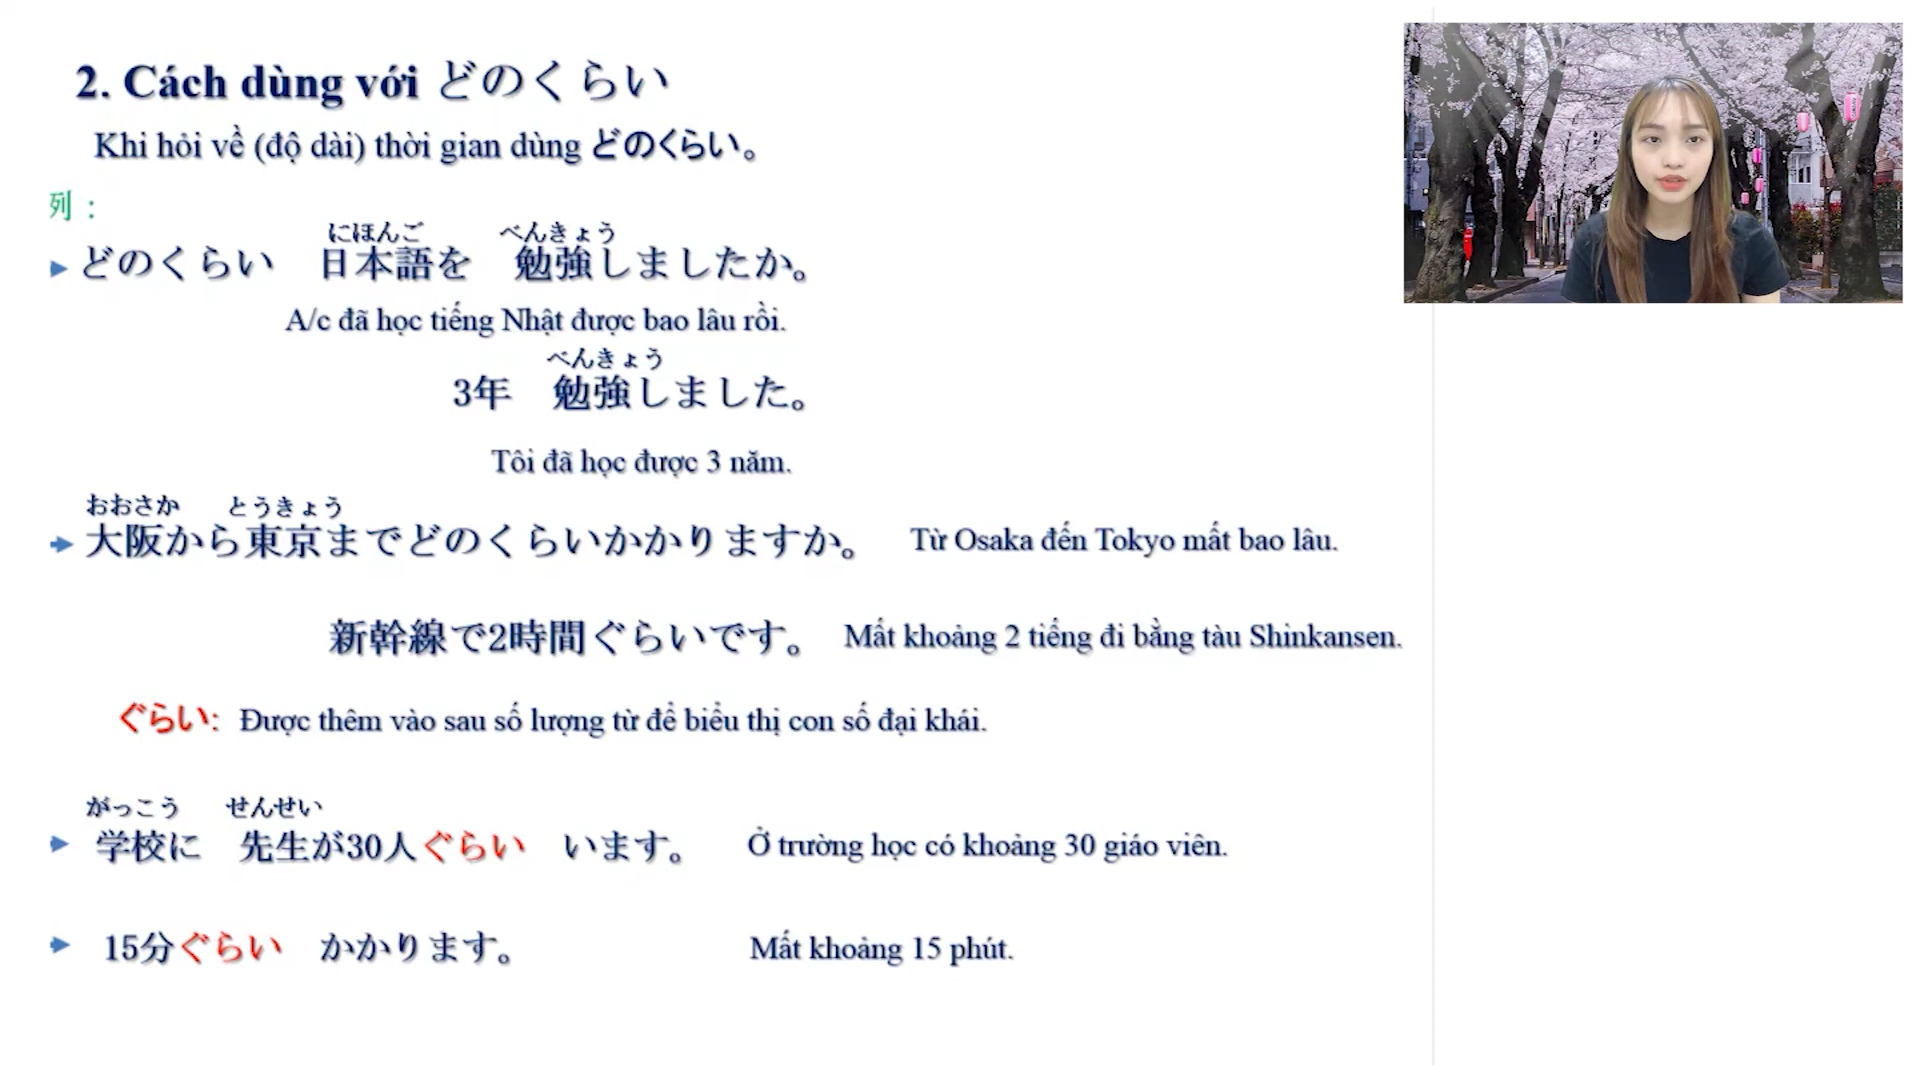 2. Cách dùng với どのくらい
Khi hỏi về (độ dài) thời gian dùng どのくらい。
列：
にほんご べんきょう
どのくらい 日本語を 勉強しましたか。
A/c đã học tiếng Nhật được bao lâu rồi.
べんきょう
3年 勉強しました。
Tôi đã học được 3 năm.
おおさか とうきょう
大阪から東京までどのくらいかかりますか。 Từ Osaka đến Tokyo mất bao lâu.
新幹線で2時間ぐらいです。 Mất khoảng 2 tiếng đi bằng tàu Shinkansen.
ぐらい: Được thêm vào sau số lượng từ để biểu thị con số đại khái.
がっこう せんせい
学校に 先生が30人ぐらい います。 Ở trường học có khoảng 30 giáo viên.
15分ぐらい かかります。 Mất khoảng 15 phút.